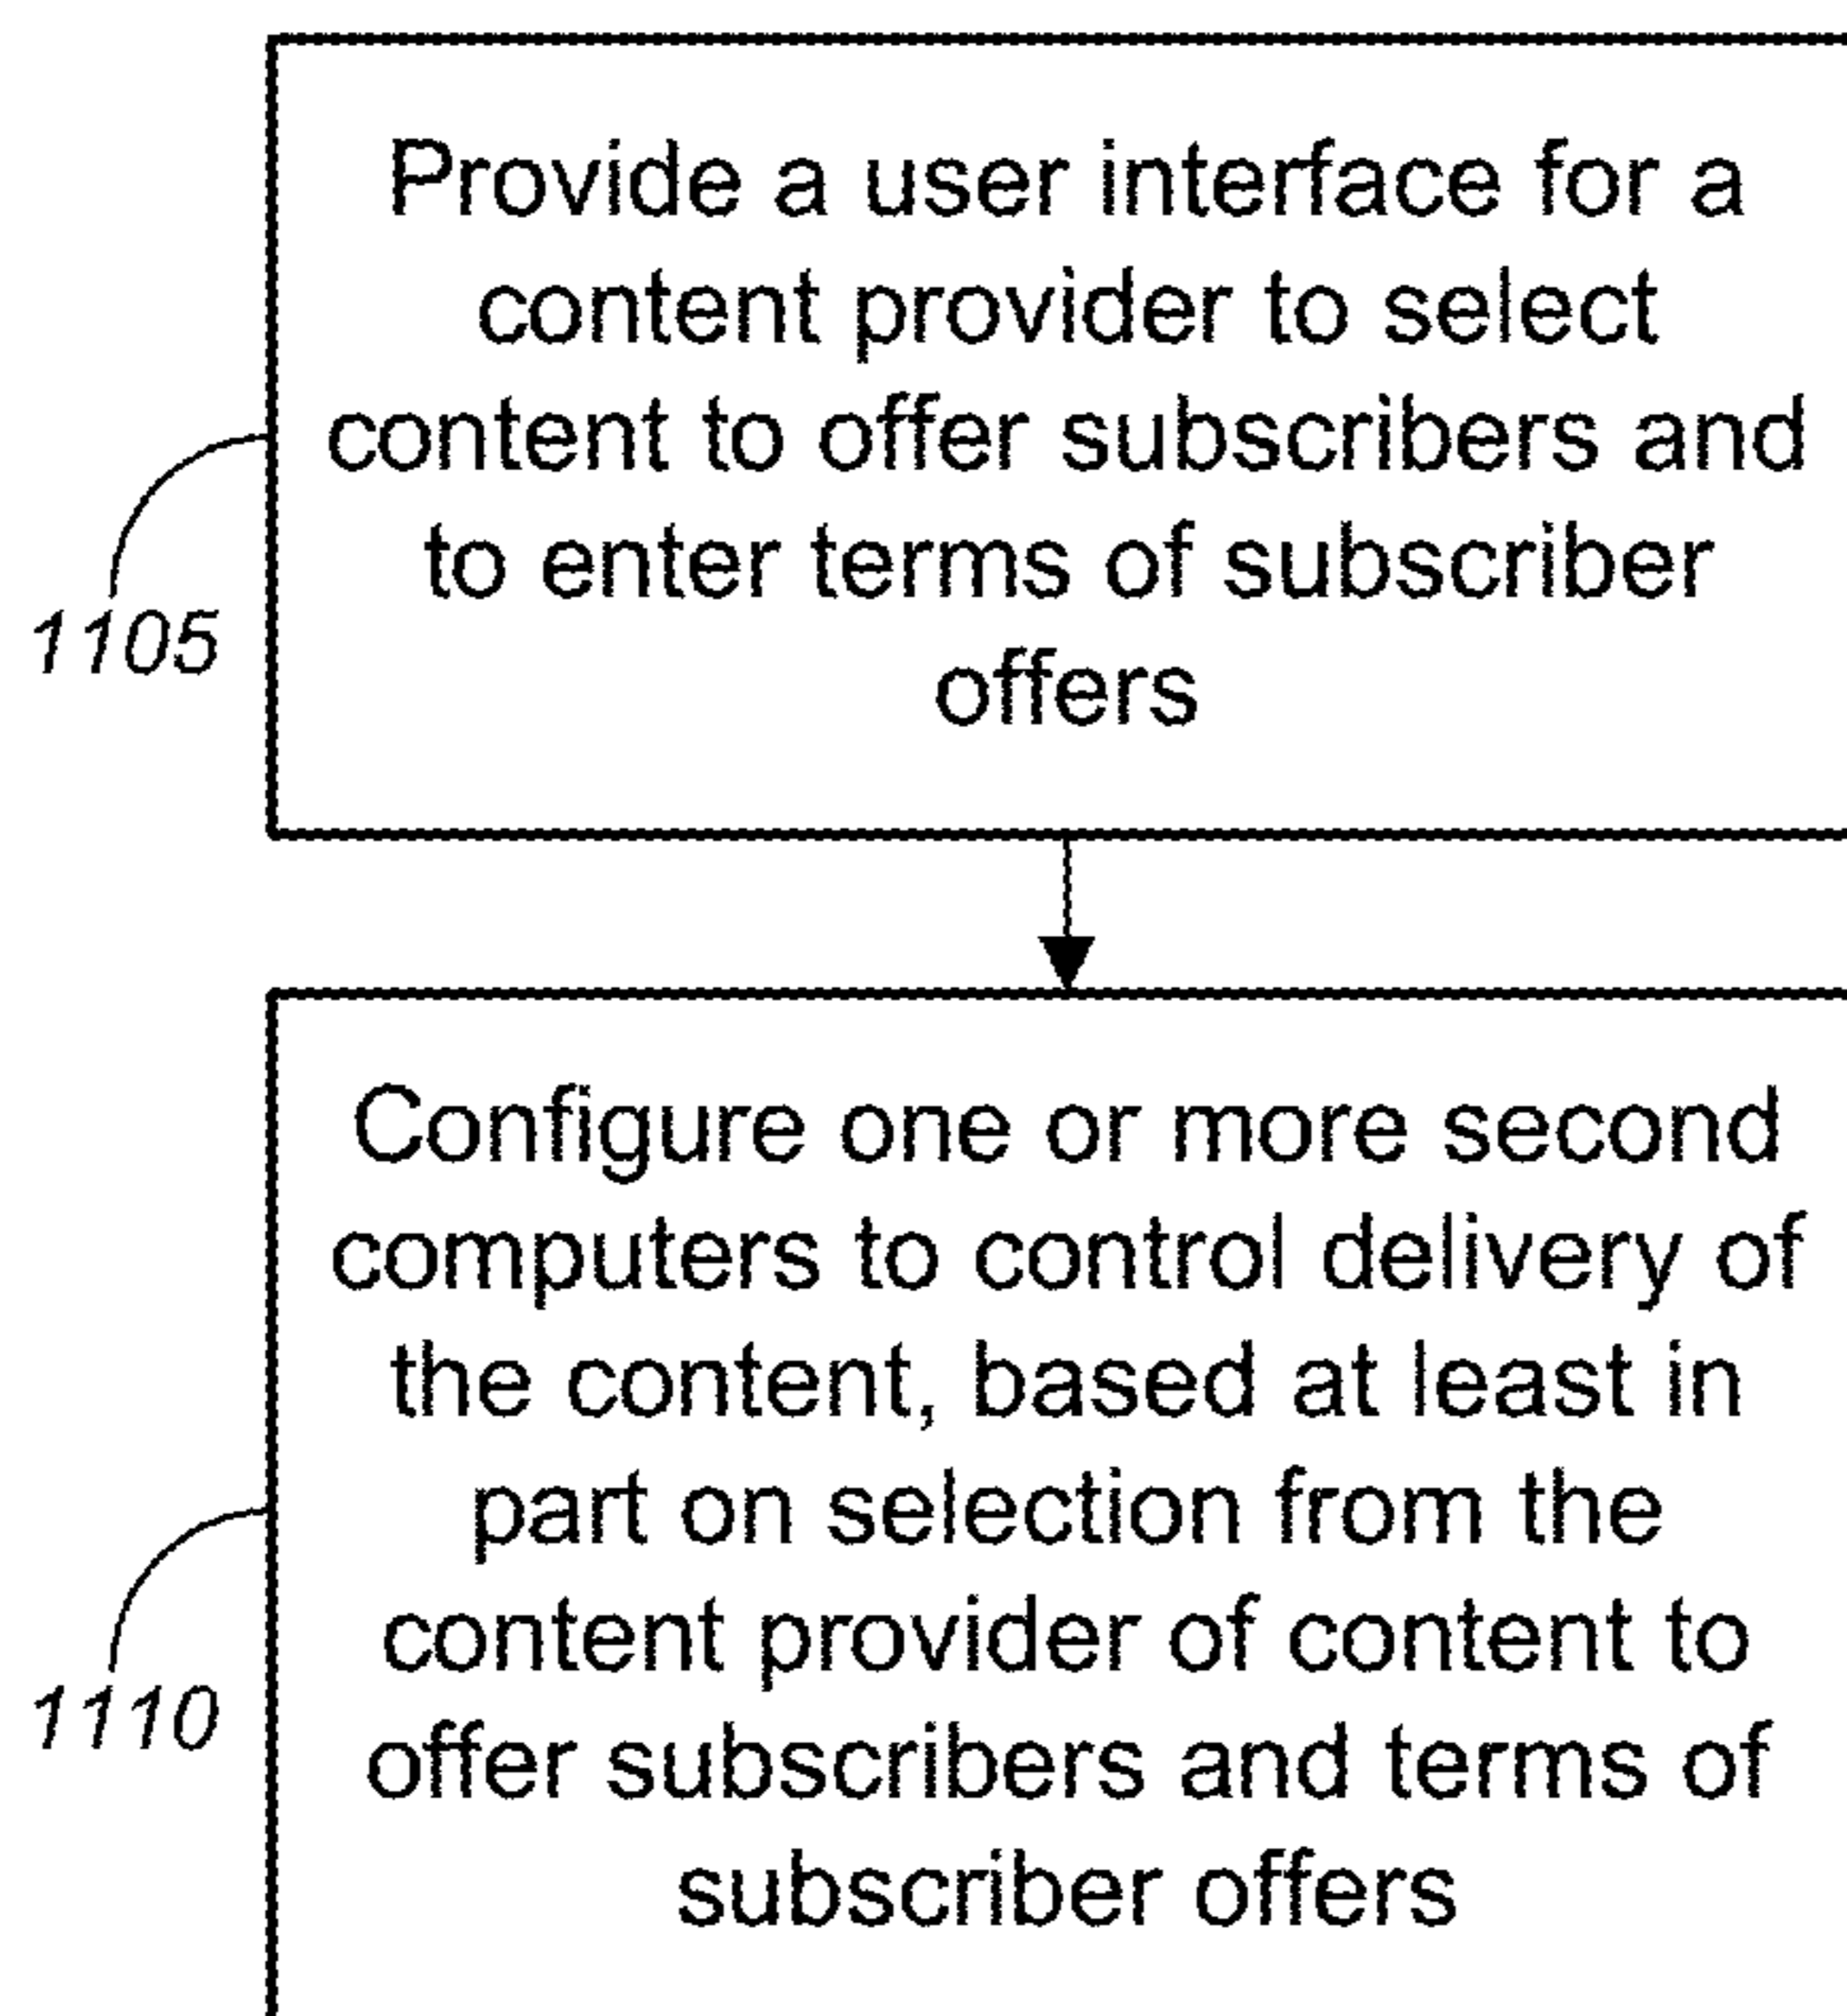 Provide a user interface for a
content provider to select
content to offer subscribers and
to enter terms of subscriber
offers
1105
Configure one or more second
computers to control delivery of
the content, based at least in
part on selection from the
content provider of content to
offer subscribers and terms of
subscriber offers
1110